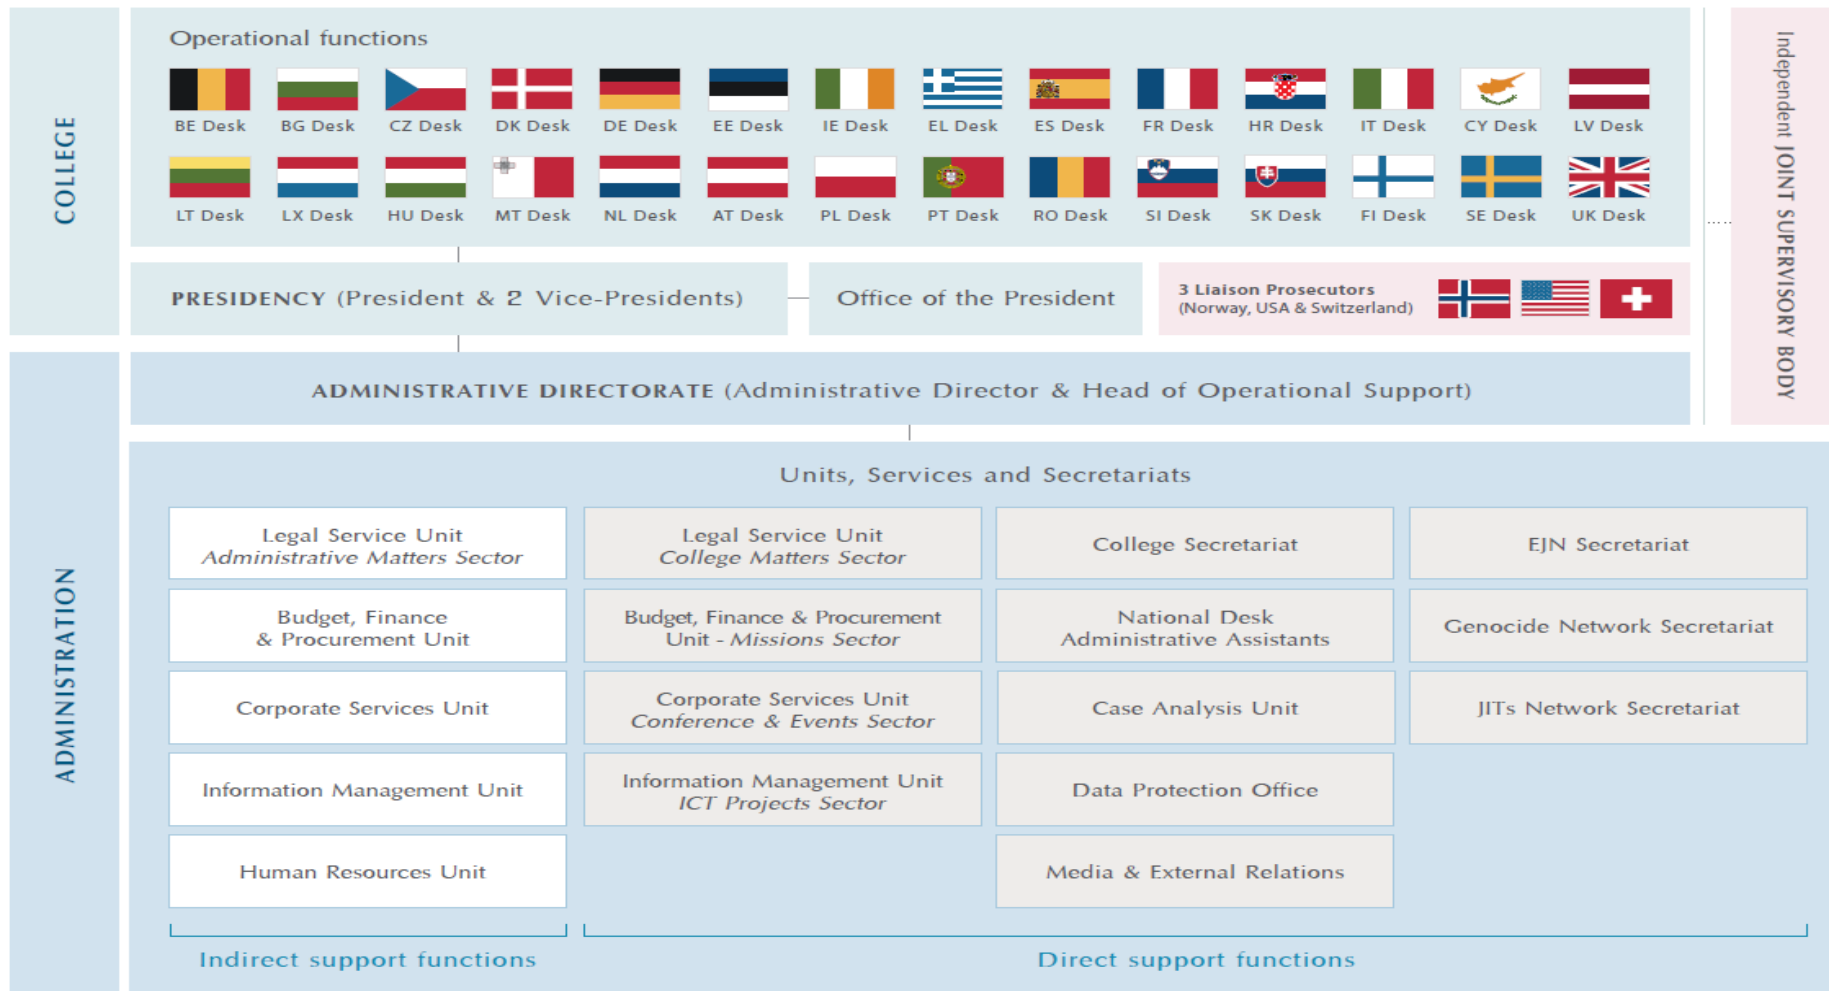 COLLEGE
Operational functions
BE Desk BG Desk CZ Desk DK Desk DE Desk EE Desk IE Desk EL Desk ES Desk FR Desk HR Desk IT Desk CY Desk LV Desk
LT Desk LX Desk HU Desk MT Desk NL Desk AT Desk PL Desk PT Desk RO Desk SI Desk SK Desk FI Desk SE Desk UK Desk
PRESIDENCY (President & 2 Vice-Presidents)
Office of the President
3 Liaison Prosecutors
(Norway, USA & Switzerland)
Independent JOINT SUPERVISORY BODY
ADMINISTRATION
ADMINISTRATIVE DIRECTORATE (Administrative Director & Head of Operational Support)
Units, Services and Secretariats
Legal Service Unit
Administrative Matters Sector
Budget, Finance
& Procurement Unit
Corporate Services Unit
Information Management Unit
Human Resources Unit
Legal Service Unit
College Matters Sector
Budget, Finance & Procurement
Unit - Missions Sector
Corporate Services Unit
Conference & Events Sector
Information Management Unit
ICT Projects Sector
College Secretariat
National Desk
Administrative Assistants
Case Analysis Unit
Data Protection Office
Media & External Relations
EJN Secretariat
Genocide Network Secretariat
JITs Network Secretariat
Indirect support functions
Direct support functions